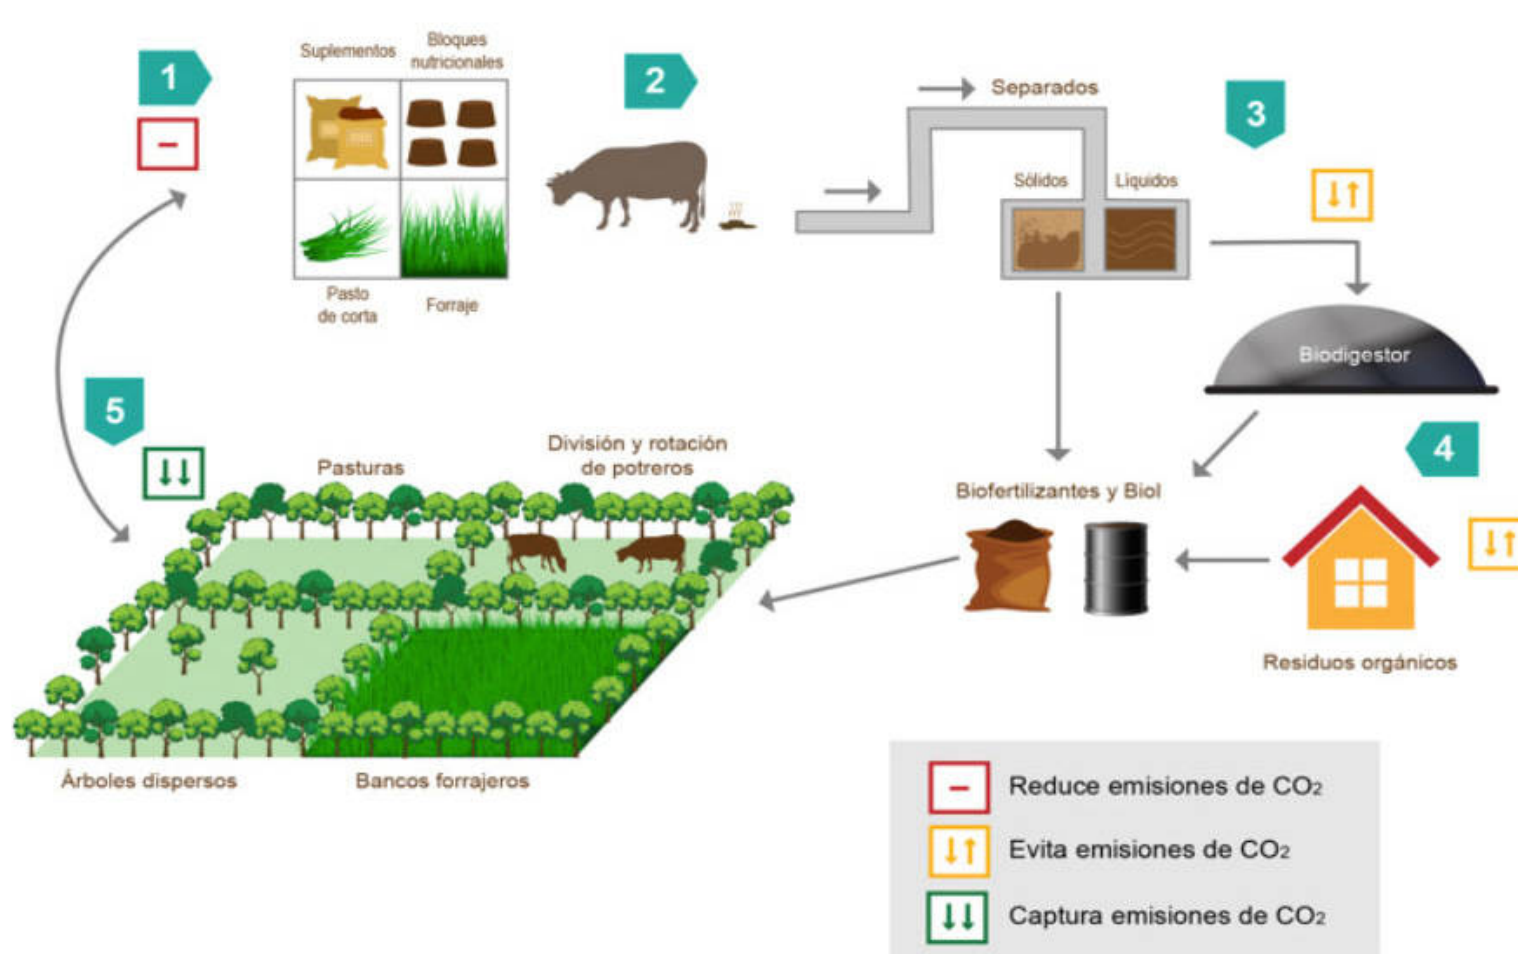 1
Suplementos
Bloques
nutricionales
Pasto
de corta
Forraje
2
Separados
Sólidos
Líquidos
3
Biodigestor
4
Biofertilizantes y Biol
Residuos orgánicos
5
Pasturas
División y rotación
de potreros
Árboles dispersos
Bancos forrajeros
Reduce emisiones de CO₂
Evita emisiones de CO₂
Captura emisiones de CO₂